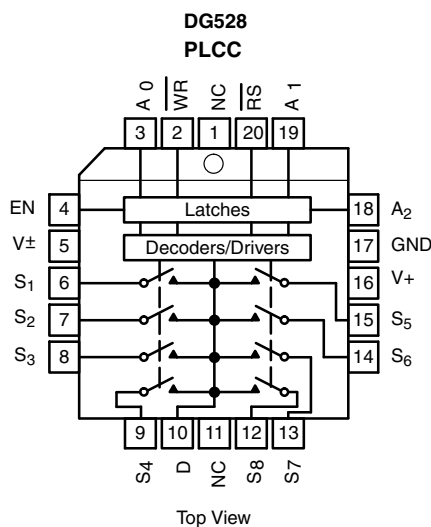 DG528
PLCC
A 0
WR
NC
RS
A 1
3
2
1
20
19
EN
4
Latches
18
A2
V±
5
Decoders/Drivers
17
GND
S1
6
16
V+
S2
7
15
S5
S3
8
14
S6
9
10
11
12
13
S4
D
NC
S8
S7
Top View